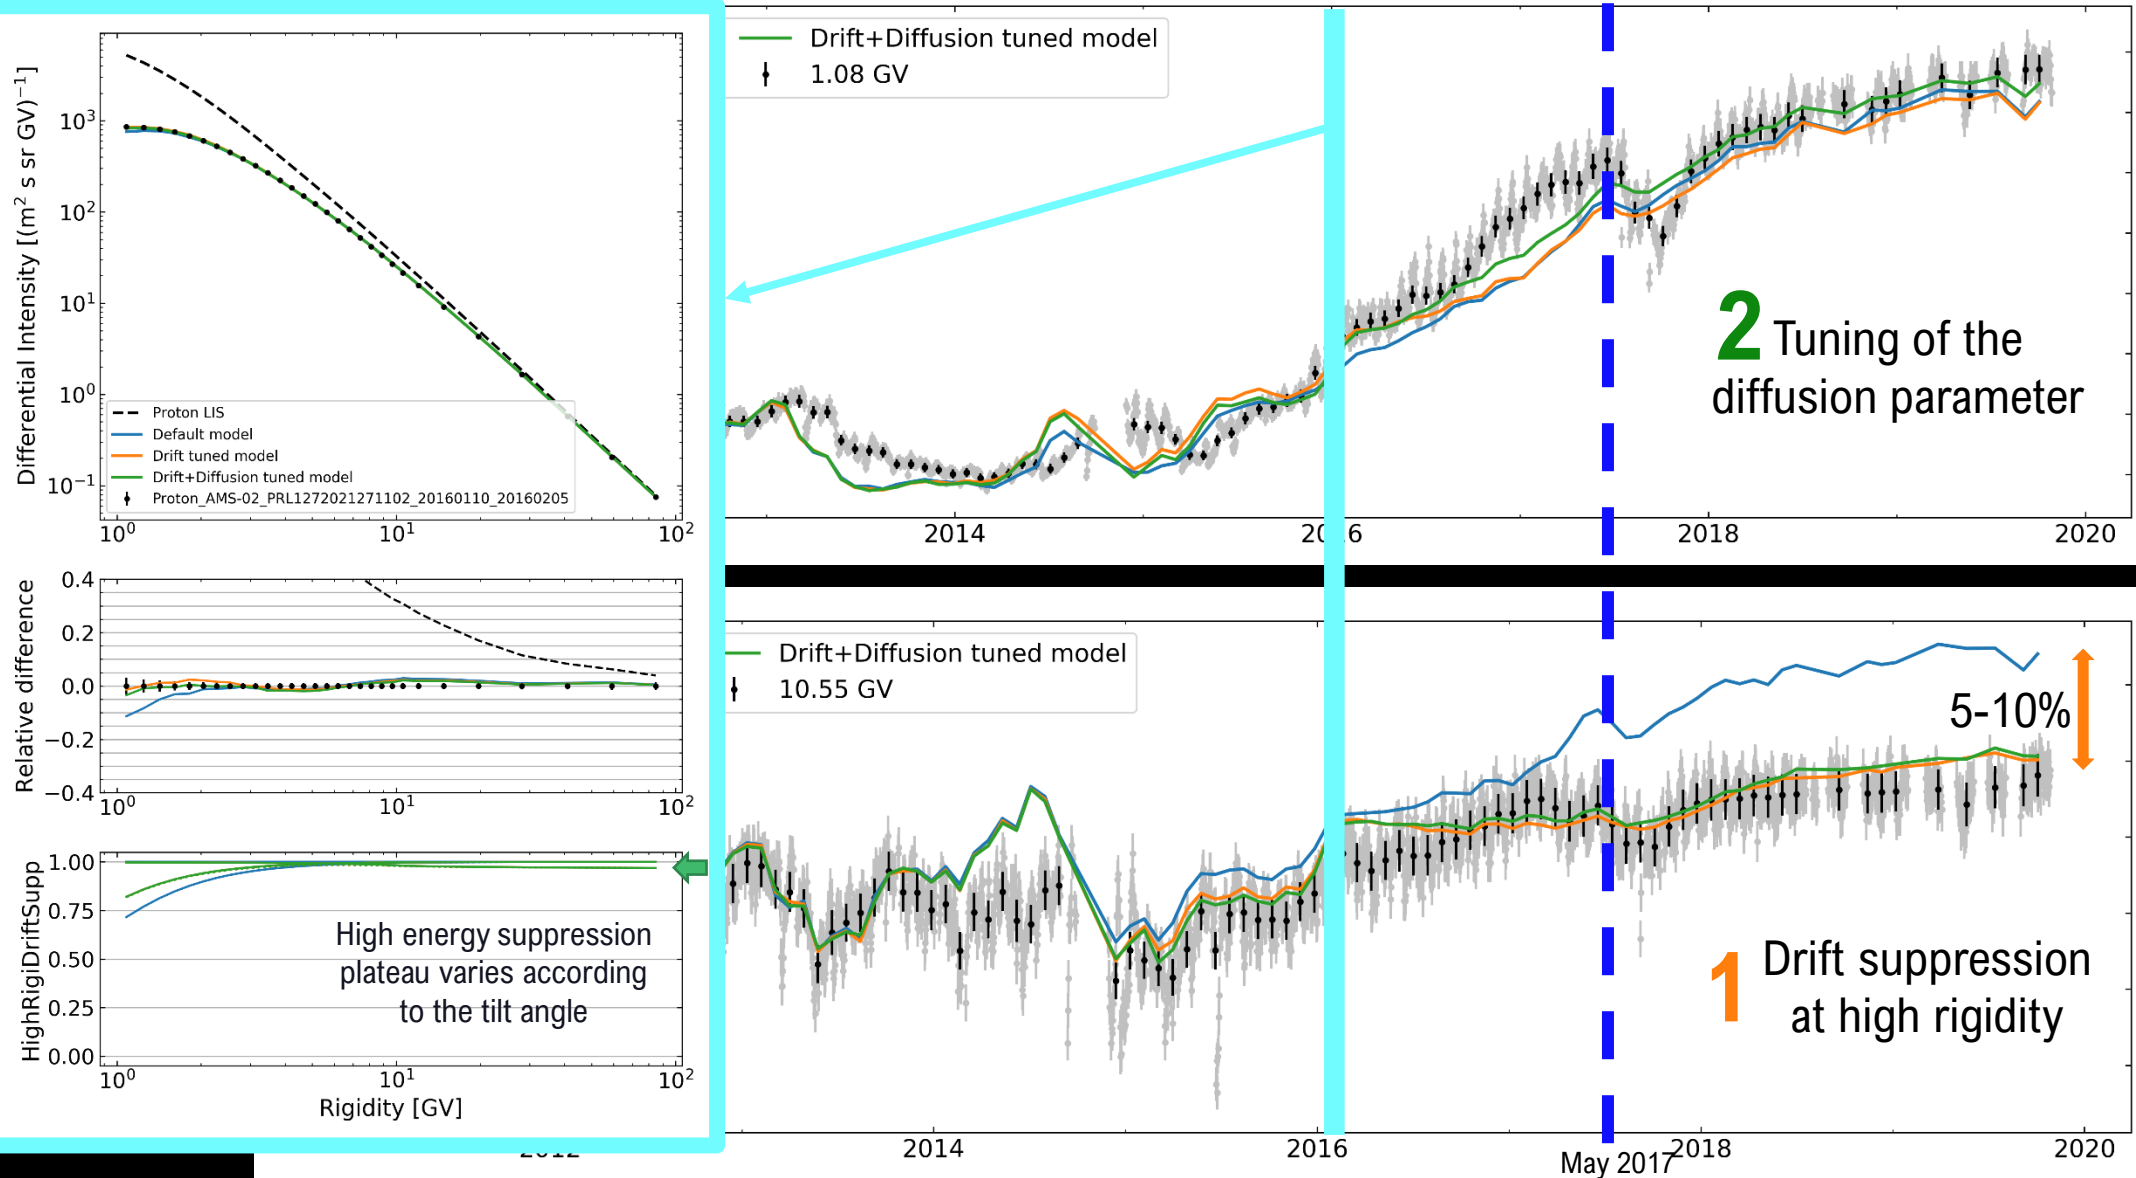 Differential Intensity [(m² s sr GV)⁻¹]
10³
10²
10¹
10⁰
10⁻¹
Proton LIS
Default model
Drift tuned model
Drift+Diffusion tuned model
Proton_AMS-02_PRL1272021271102_20160110_20160205
10⁰ 10¹ 10²
Relative difference
0.4
0.2
0.0
−0.2
−0.4
10⁰ 10¹ 10²
HighRigiDriftSupp
1.00
0.75
0.50
0.25
0.00
High energy suppression
plateau varies according
to the tilt angle
10⁰ 10¹ 10²
Rigidity [GV]
Drift+Diffusion tuned model
1.08 GV
2 Tuning of the
diffusion parameter
2014 2018 2020
Drift+Diffusion tuned model
10.55 GV
5-10%
1 Drift suppression
at high rigidity
2012 2014 2016 2018 2020
May 2017